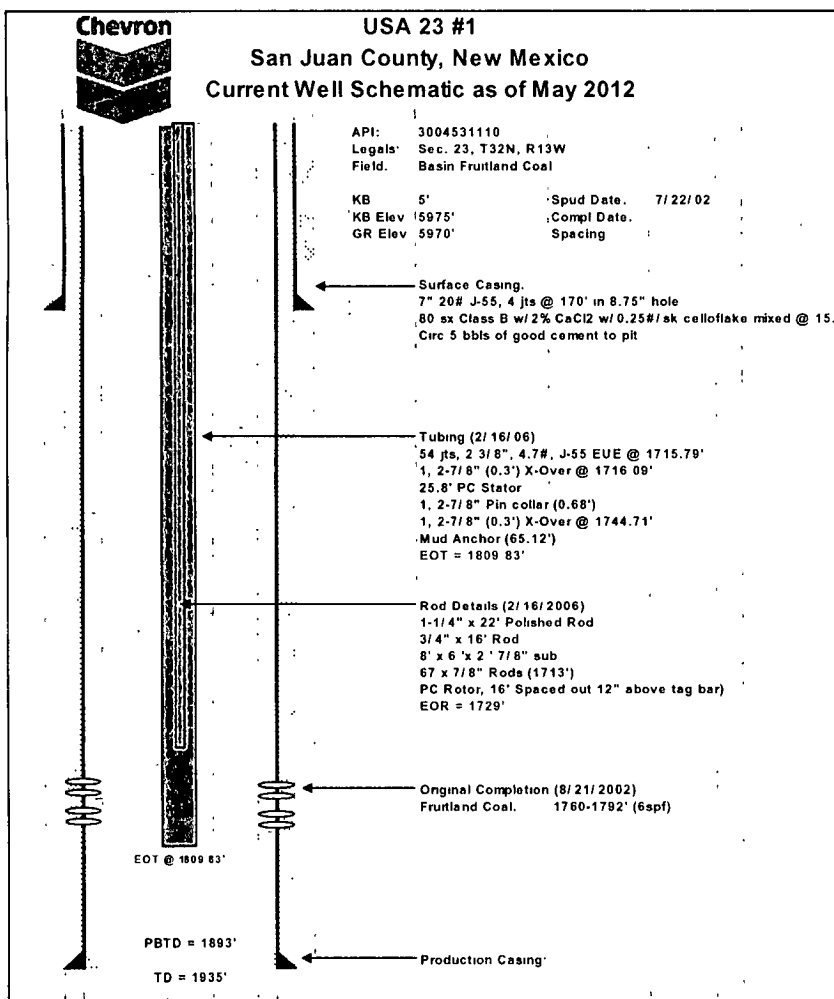 Chevron
USA 23 #1
San Juan County, New Mexico
Current Well Schematic as of May 2012
API: 3004531110
Legals: Sec. 23, T32N, R13W
Field. Basin Fruitland Coal
KB 5' Spud Date. 7/22/02
KB Elev 5975' Compl Date.
GR Elev 5970' Spacing
Surface Casing.
7" 20# J-55, 4 jts @ 170' in 8.75" hole
80 sx Class B w/2% CaCl2 w/0.25#/sk celloflake mixed @ 15.
Circ 5 bbls of good cement to pit
Tubing (2/16/06)
54 jts, 2 3/8", 4.7#, J-55 EUE @ 1715.79'
1, 2-7/8" (0.3') X-Over @ 1716 09'
25.8' PC Stator
1, 2-7/8" Pin collar (0.68')
1, 2-7/8" (0.3') X-Over @ 1744.71'
Mud Anchor (65.12')
EOT = 1809 83'
Rod Details (2/16/2006)
1-1/4" x 22' Polished Rod
3/4" x 16' Rod
8' x 6 'x 2 ' 7/8" sub
67 x 7/8" Rods (1713')
PC Rotor, 16' Spaced out 12" above tag bar)
EOR = 1729'
Original Completion (8/21/2002)
Fruitland Coal. 1760-1792' (6spf)
EOT @ 1809 83'
PBTD = 1893'
Production Casing
TD = 1935'